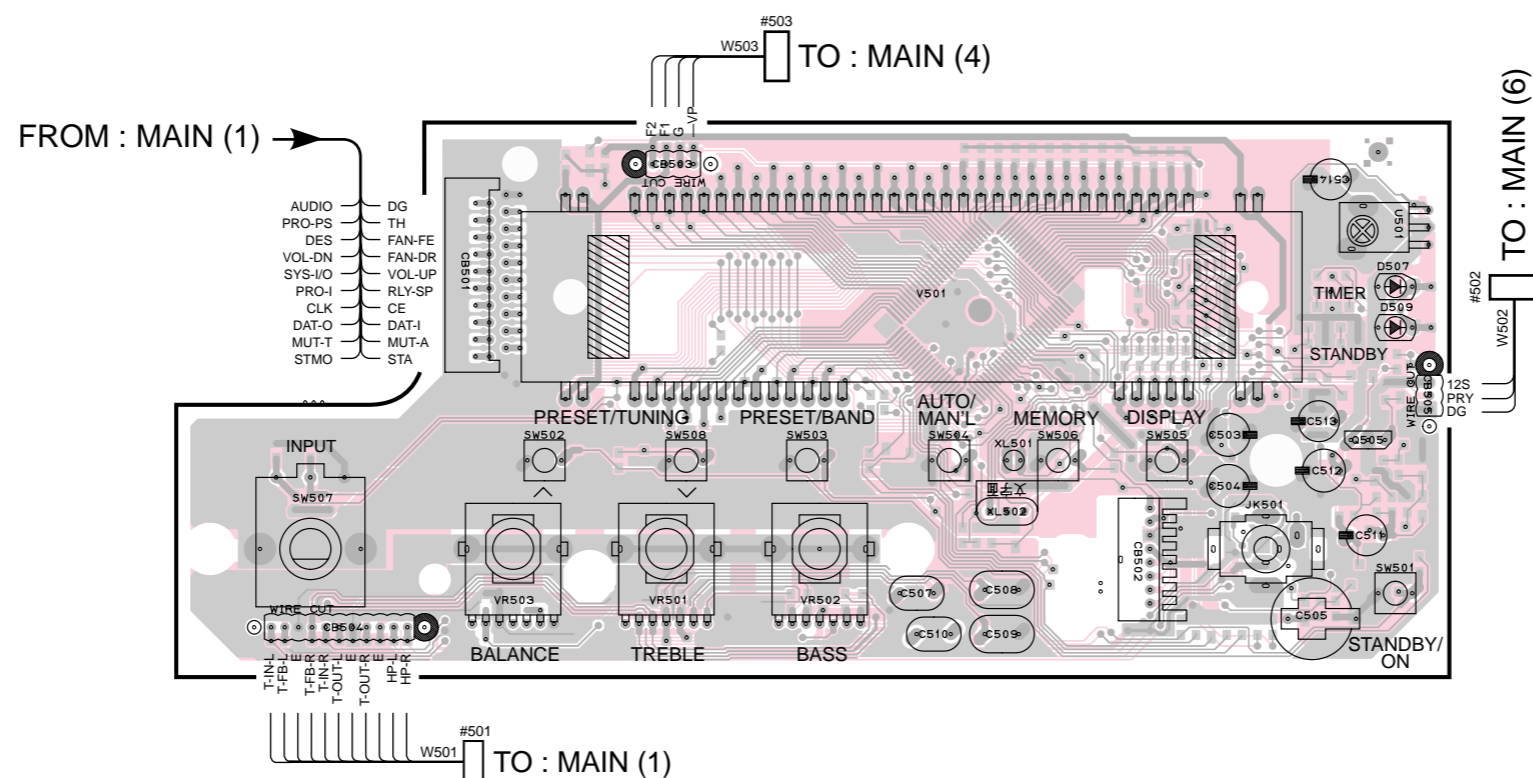 #503
W503
TO : MAIN (4)
FROM : MAIN (1)
F2
F1
G
–VP
CB503
WIRE CUT
TO : MAIN (6)
#502
W502
AUDIO DG
PRO-PS TH
DES FAN-FE
VOL-DN FAN-DR
SYS-I/O VOL-UP
PRO-I RLY-SP
CLK CE
DAT-O DAT-I
MUT-T MUT-A
STMO STA
CB501
V501
C514
U501
D507
TIMER
D509
STANDBY
WIRE CUT
CB505
12S
PRY
DG
PRESET/TUNING
PRESET/BAND
AUTO/
MAN'L
MEMORY
DISPLAY
SW502
SW508
SW503
SW504
XL501
SW506
SW505
C503
C513
Q505
C512
C504
INPUT
SW507
文字面
XL502
CB502
JK501
C511
SW501
VR503
VR501
VR502
C507
C508
C510
C509
C505
WIRE CUT
CB504
BALANCE
TREBLE
BASS
STANDBY/
ON
T-IN-L
T-FB-L
E
T-FB-R
T-IN-R
T-OUT-L
E
T-OUT-R
E
HP-L
HP-R
#501
W501
TO : MAIN (1)